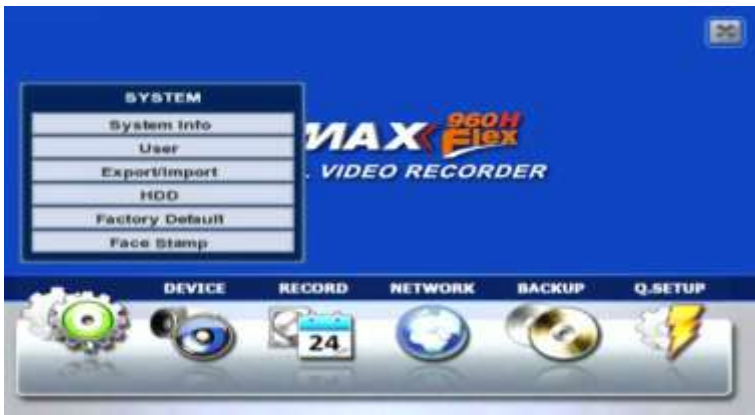 SYSTEM
System Info
User
Export/Import
HDD
Factory Default
Face Stamp
MAX 960H
Flex
. VIDEO RECORDER
DEVICE
RECORD
NETWORK
BACKUP
Q.SETUP
24